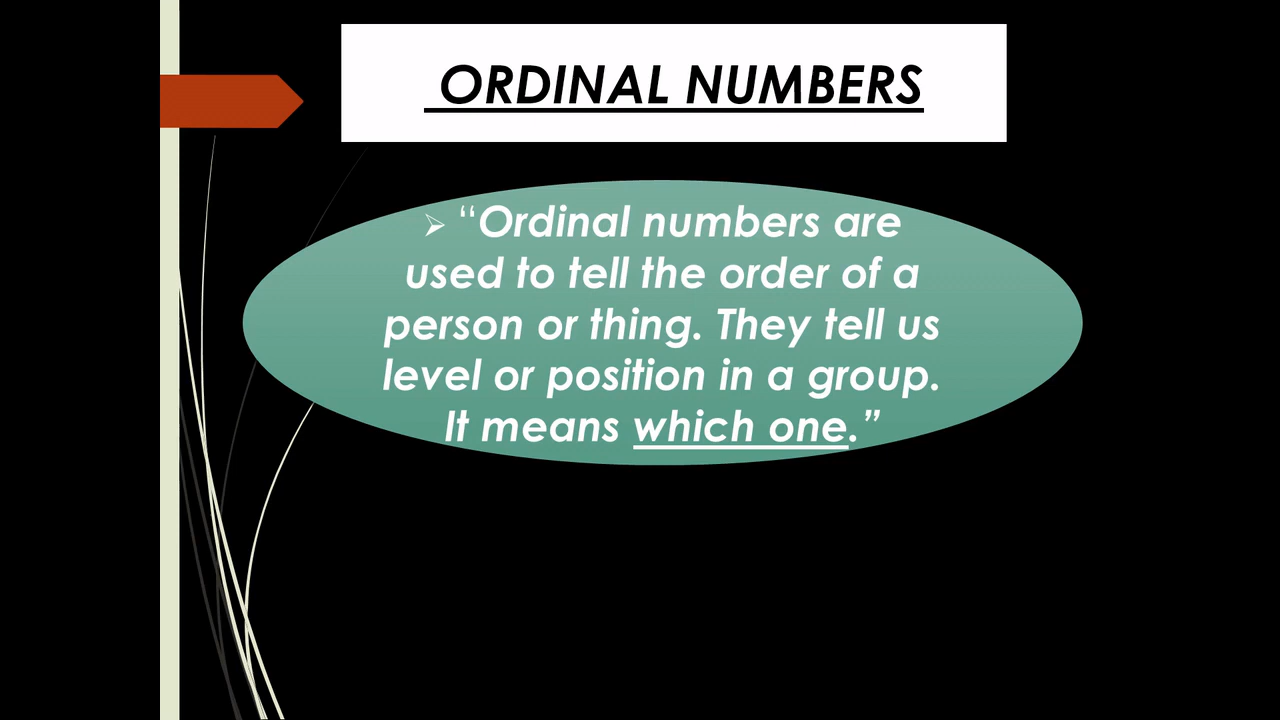 ORDINAL NUMBERS
➢ “Ordinal numbers are
used to tell the order of a
person or thing. They tell us
level or position in a group.
It means which one.”